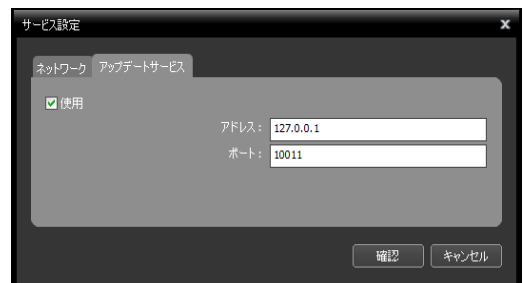 サービス設定 x
ネットワーク アップデートサービス
使用
アドレス： 127.0.0.1
ポート： 10011
確認 キャンセル